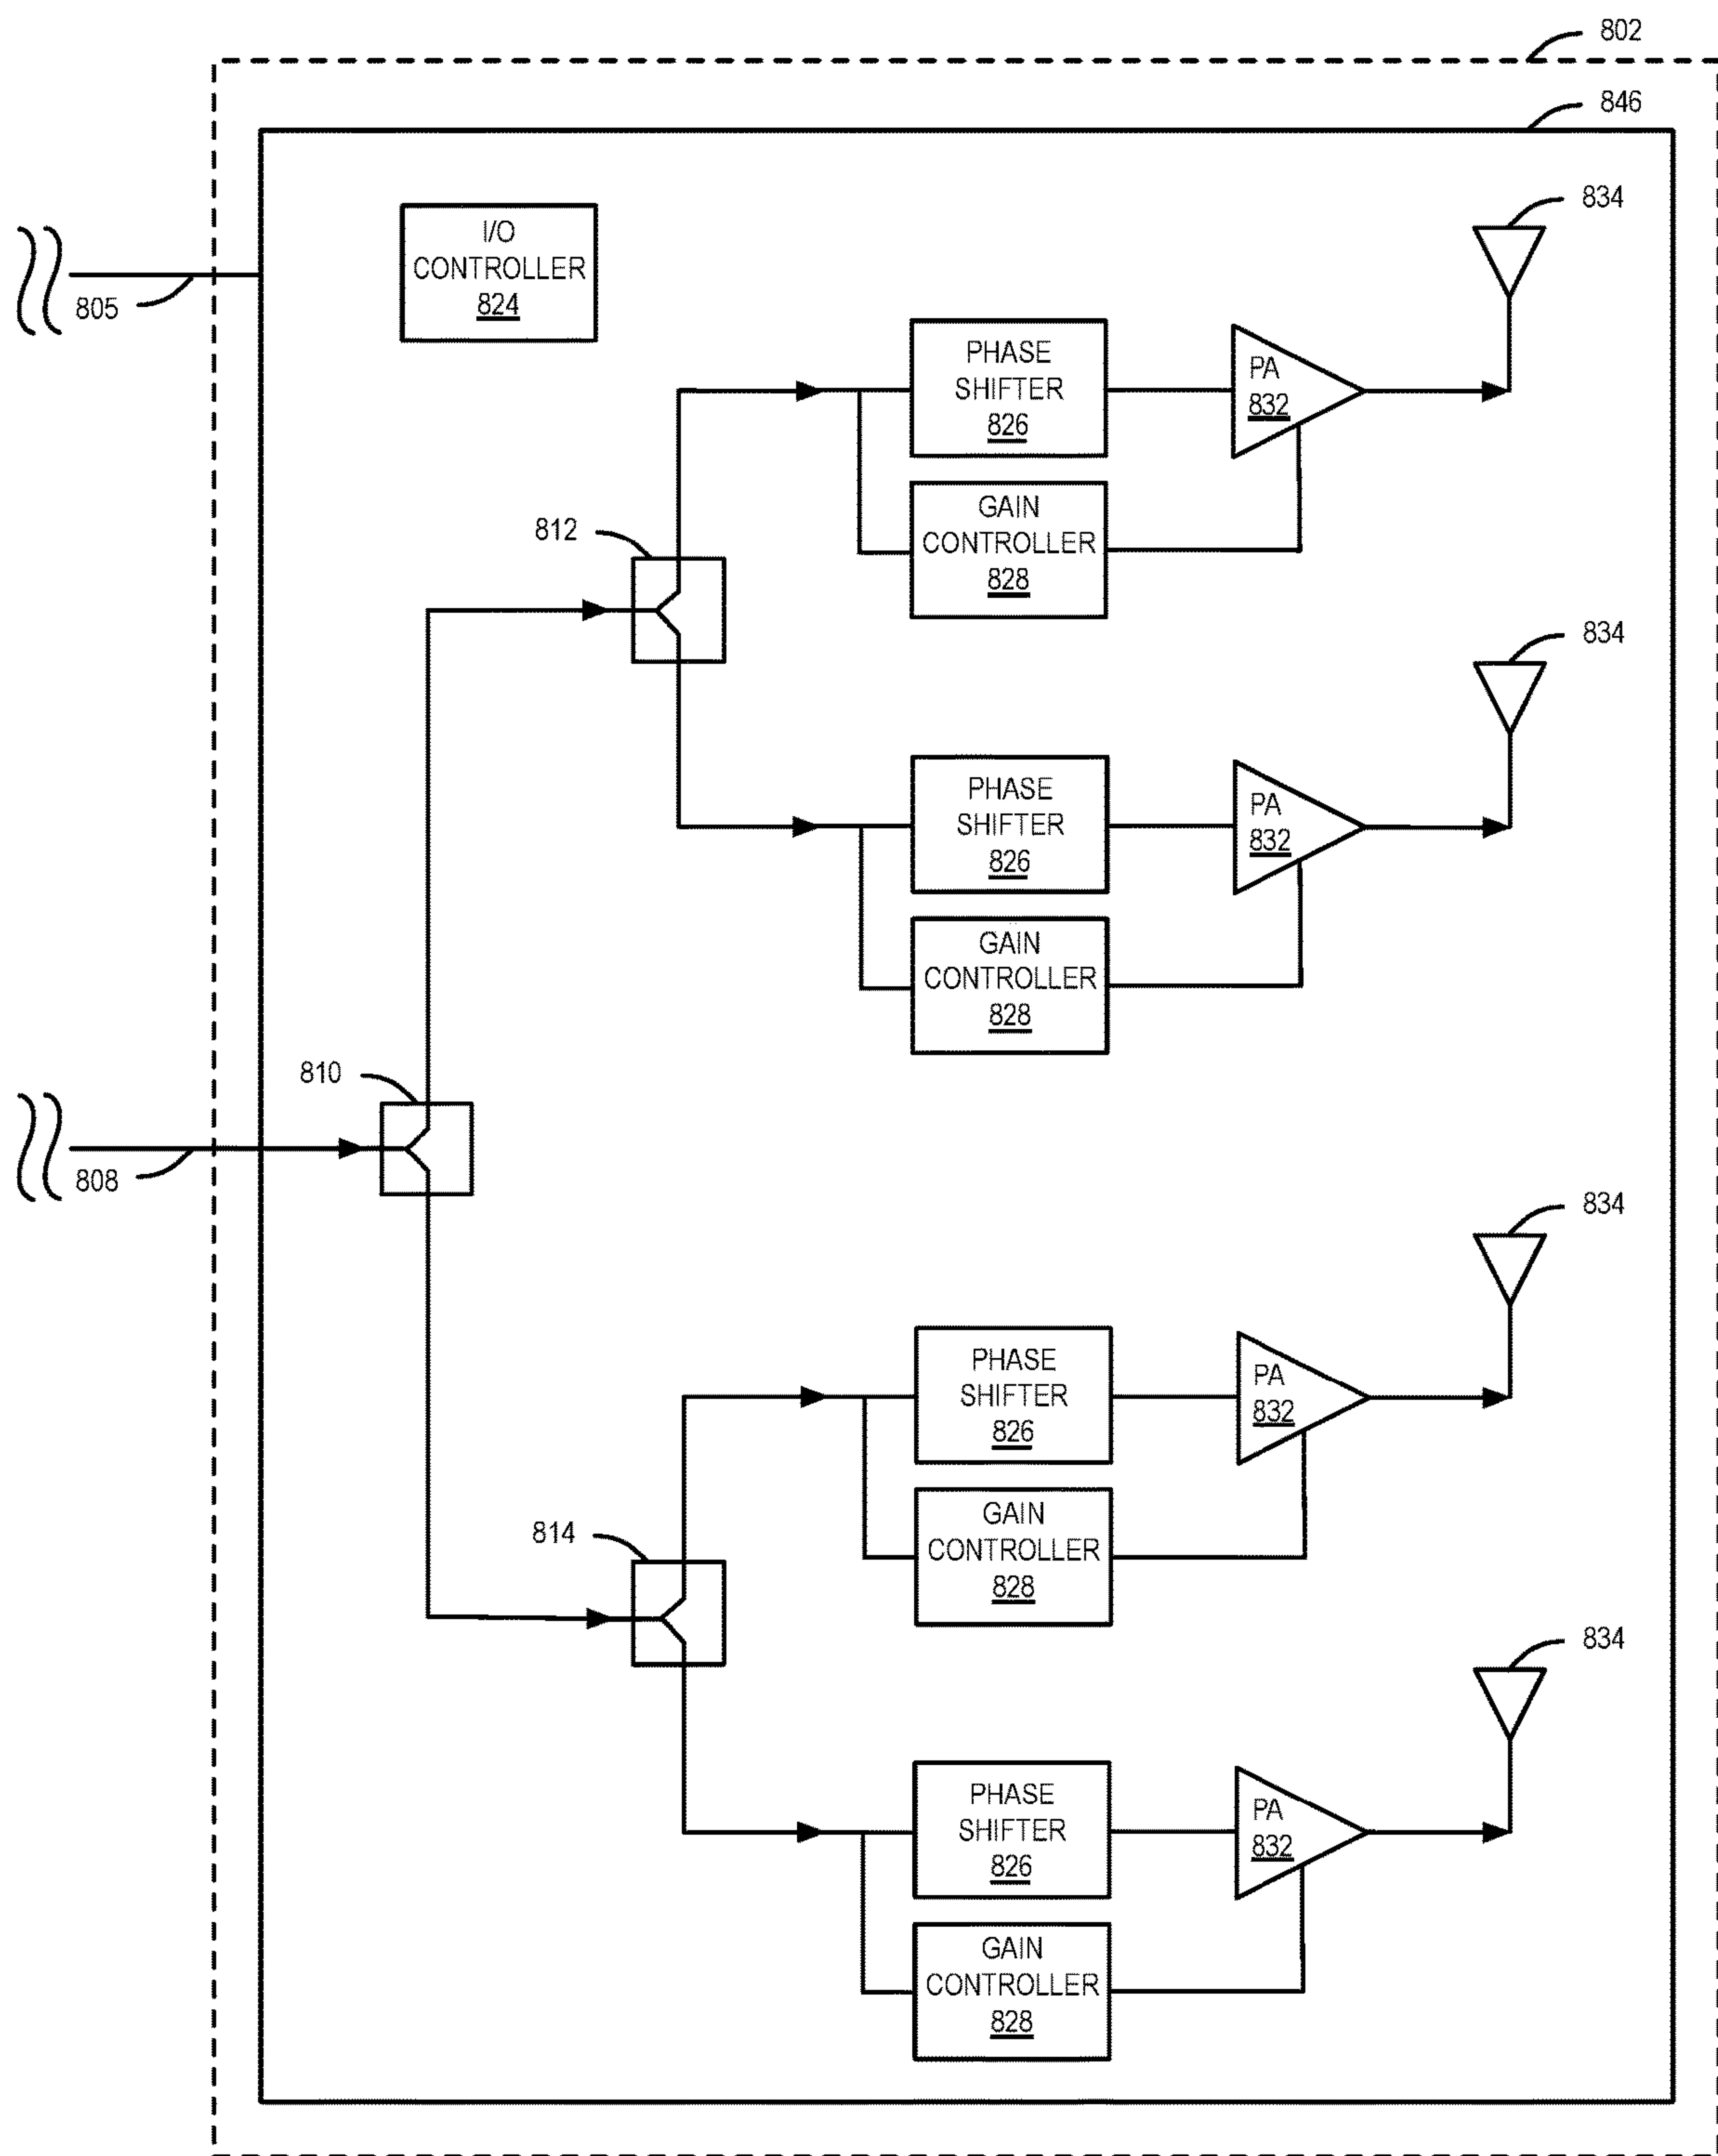 802
846
834
I/O
CONTROLLER
824
805
PHASE
SHIFTER
826
PA
832
GAIN
CONTROLLER
828
812
834
PHASE
SHIFTER
826
PA
832
GAIN
CONTROLLER
828
810
808
834
PHASE
SHIFTER
826
PA
832
GAIN
CONTROLLER
828
814
834
PHASE
SHIFTER
826
PA
832
GAIN
CONTROLLER
828